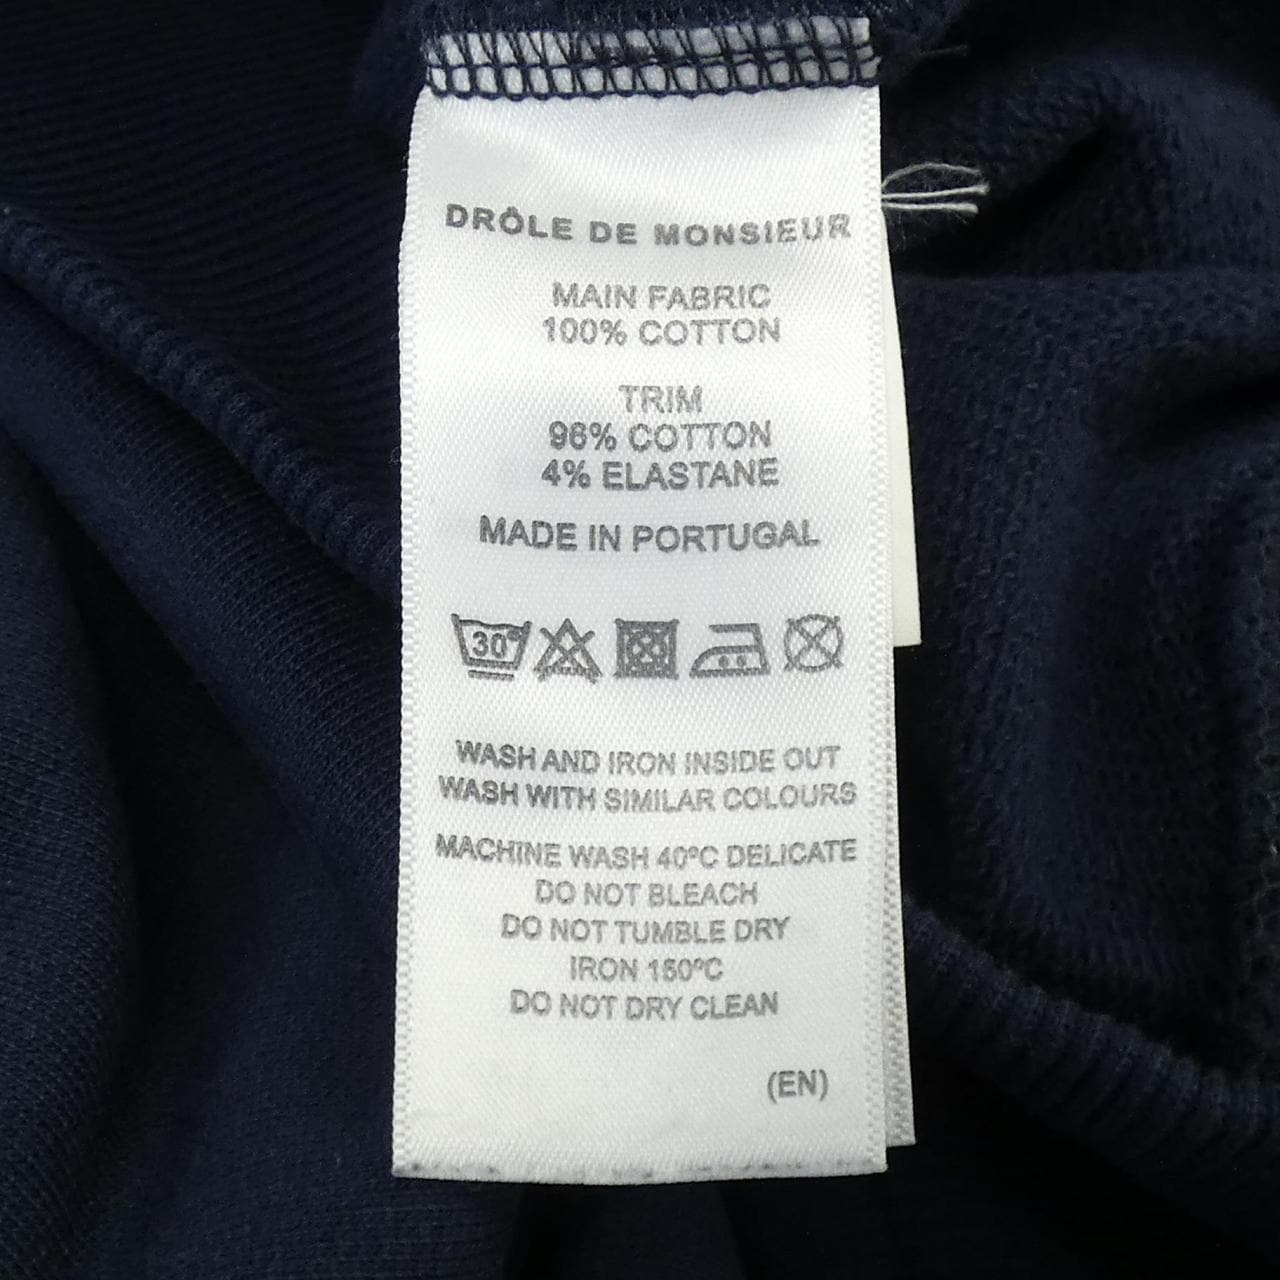 DRÔLE DE MONSIEUR
MAIN FABRIC
100% COTTON
TRIM
96% COTTON
4% ELASTANE
MADE IN PORTUGAL
30°
WASH AND IRON INSIDE OUT
WASH WITH SIMILAR COLOURS
MACHINE WASH 40ºC DELICATE
DO NOT BLEACH
DO NOT TUMBLE DRY
IRON 150ºC
DO NOT DRY CLEAN
(EN)